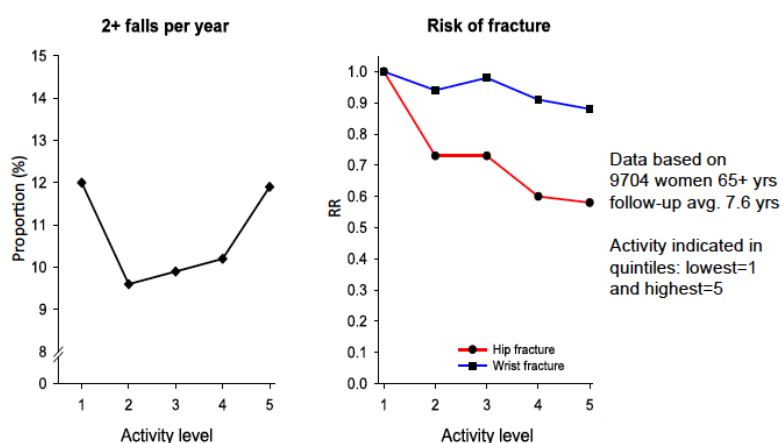 2+ falls per year
Proportion (%)
15
14
13
12
11
10
9
8
0
1 2 3 4 5
Activity level
Risk of fracture
RR
1.0
0.9
0.8
0.7
0.6
0.5
0.4
0.3
0.2
0.1
0.0
Hip fracture
Wrist fracture
1 2 3 4 5
Activity level
Data based on
9704 women 65+ yrs
follow-up avg. 7.6 yrs
Activity indicated in
quintiles: lowest=1
and highest=5